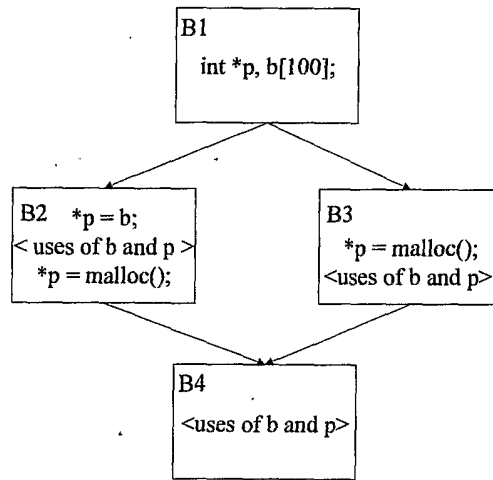 B1
int *p, b[100];
B2 *p = b;
< uses of b and p >
*p = malloc();
B3
*p = malloc();
<uses of b and p>
B4
<uses of b and p>